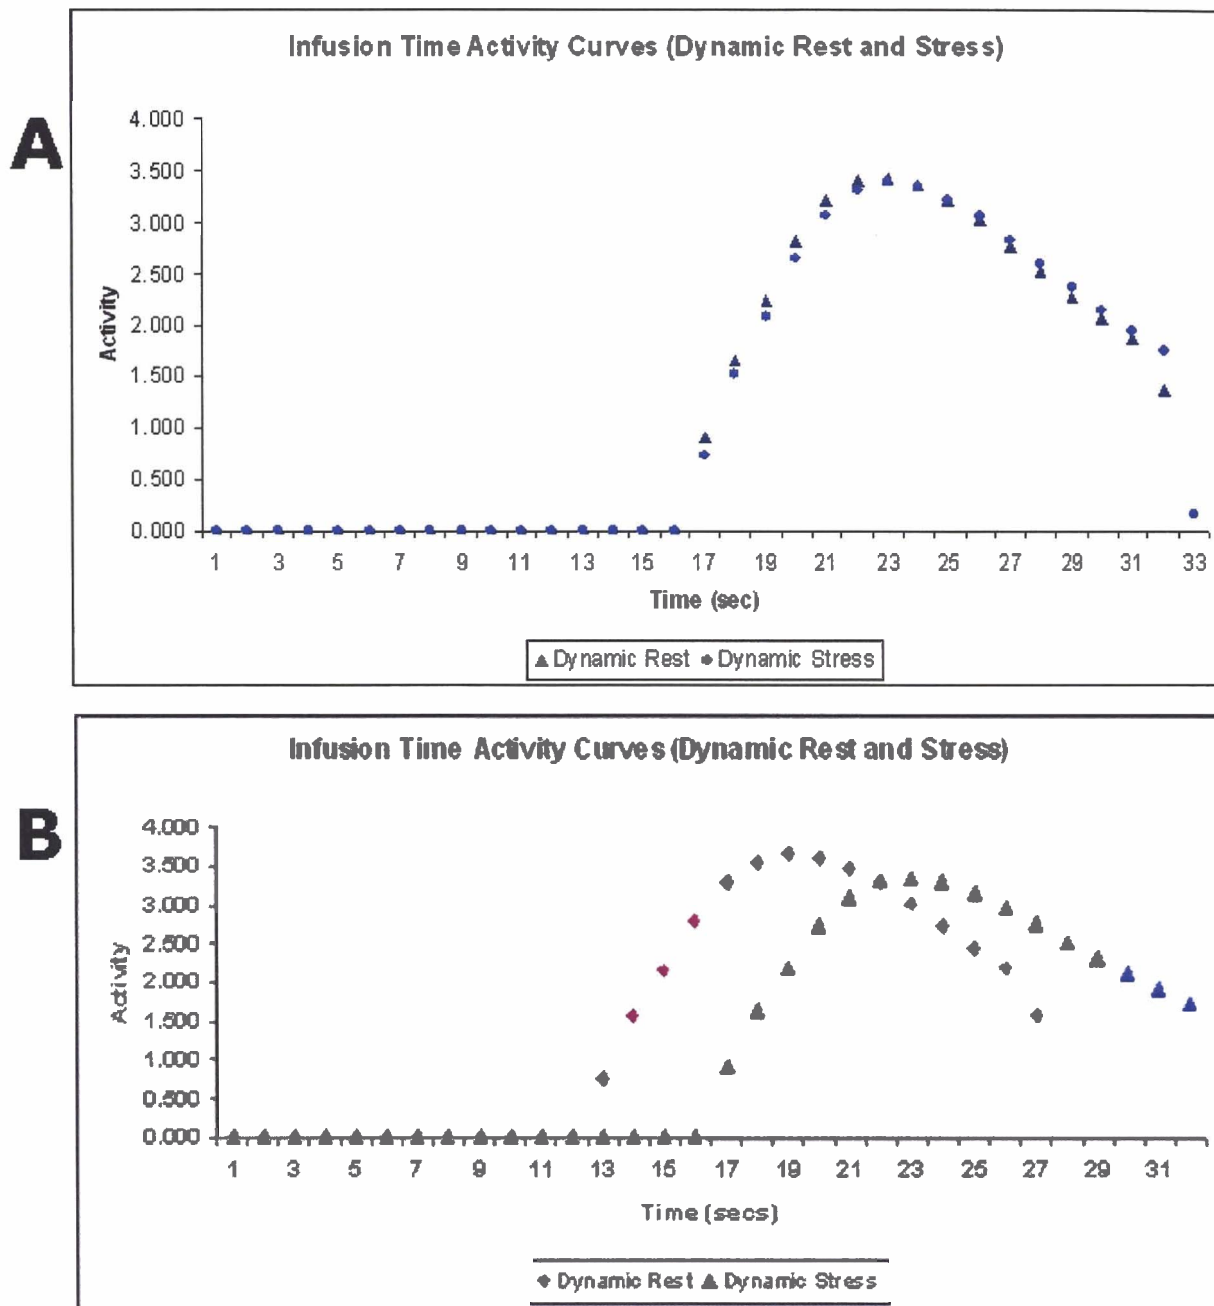 A
Infusion Time Activity Curves (Dynamic Rest and Stress)
4.000
3.500
3.000
2.500
2.000
1.500
1.000
0.500
0.000
Activity
1 3 5 7 9 11 13 15 17 19 21 23 25 27 29 31 33
Time (sec)
Dynamic Rest Dynamic Stress
B
Infusion Time Activity Curves (Dynamic Rest and Stress)
4.000
3.500
3.000
2.500
2.000
1.500
1.000
0.500
0.000
Activity
1 3 5 7 9 11 13 15 17 19 21 23 25 27 29 31
Time (secs)
Dynamic Rest Dynamic Stress